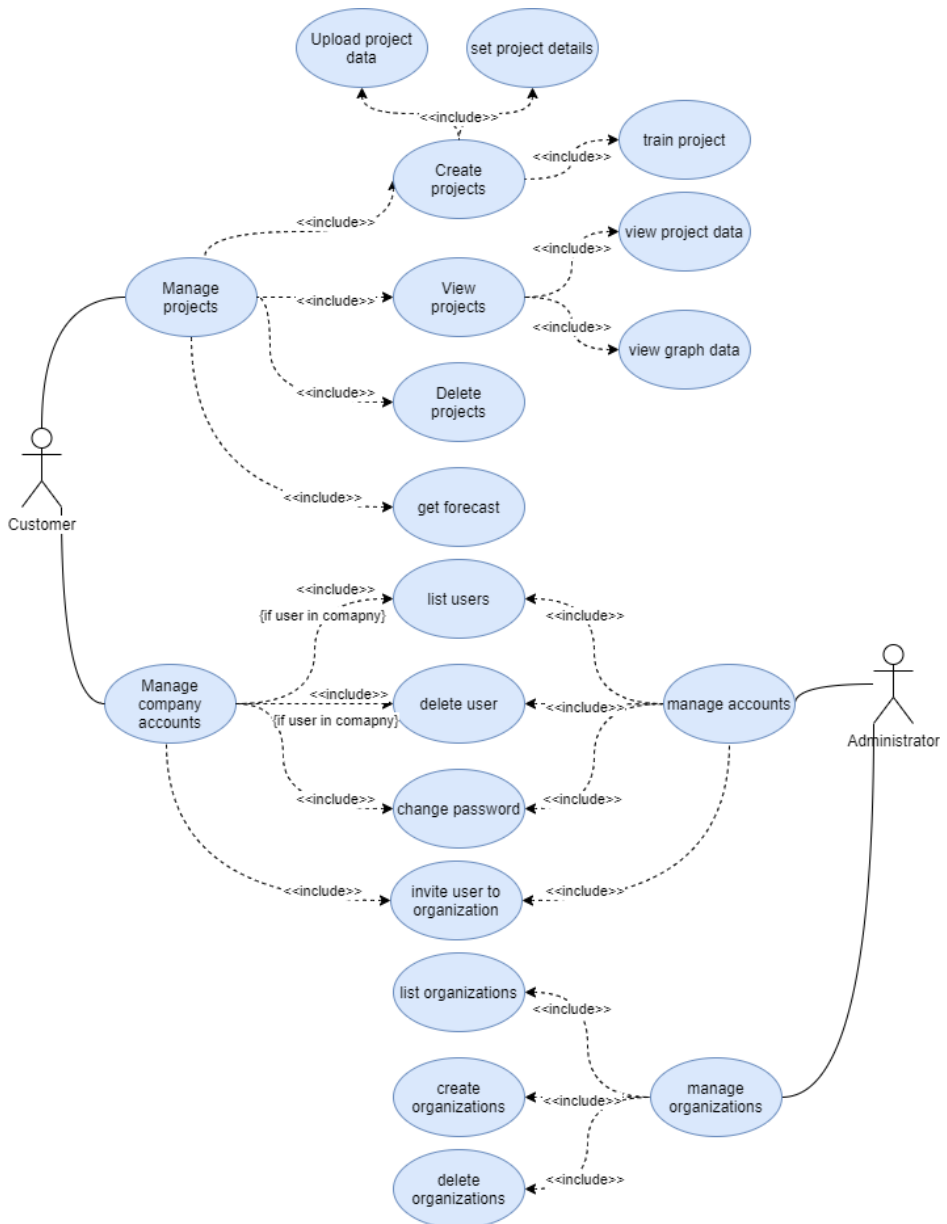 Upload project
data
set project details
<<include>>
train project
<<include>>
Create
projects
<<include>>
view project data
<<include>>
Manage
projects
<<include>>
View
projects
<<include>>
view graph data
<<include>>
Delete
projects
<<include>>
get forecast
Customer
<<include>>
list users
{if user in comapny}
<<include>>
Manage
company
accounts
<<include>>
delete user
{if user in comapny}
<<include>>
manage accounts
Administrator
<<include>>
change password
<<include>>
<<include>>
invite user to
organization
<<include>>
list organizations
<<include>>
create
organizations
<<include>>
manage
organizations
delete
organizations
<<include>>